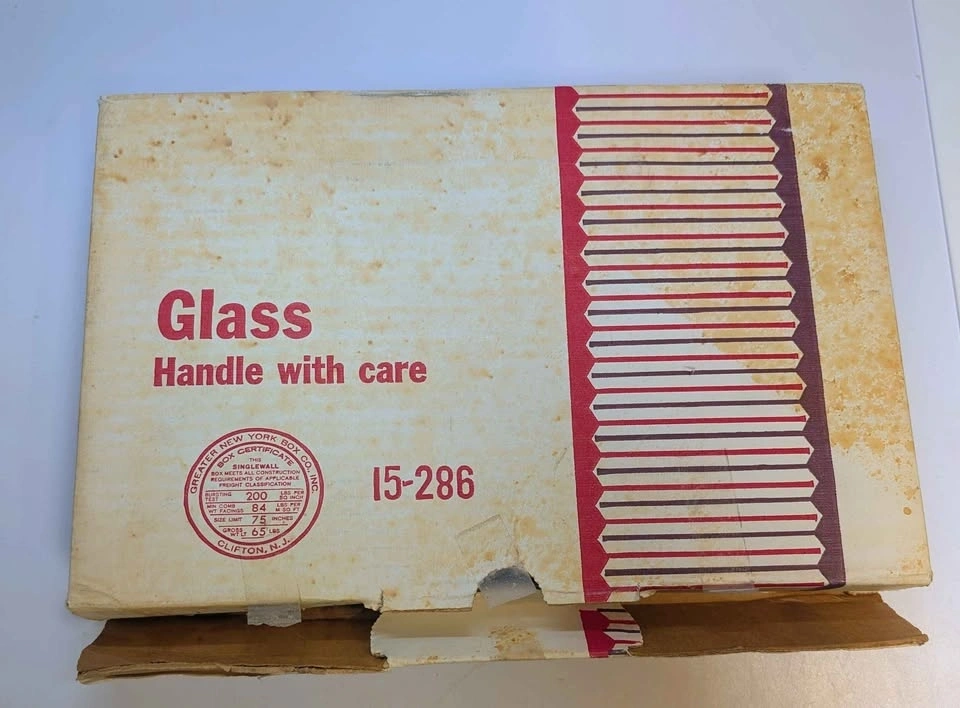 Glass
Handle with care
15-286
GREATER NEW YORK BOX CO., INC.
BOX CERTIFICATE
THIS
SINGLEWALL
BOX MEETS ALL CONSTRUCTION
REQUIREMENTS OF APPLICABLE
FREIGHT CLASSIFICATION
BURSTING TEST 200 LBS PER SQ INCH
MIN COMB WT FACINGS 84 LBS PER M SQ FT
SIZE LIMIT 75 INCHES
GROSS WT LT 65 LBS
CLIFTON, N.J.